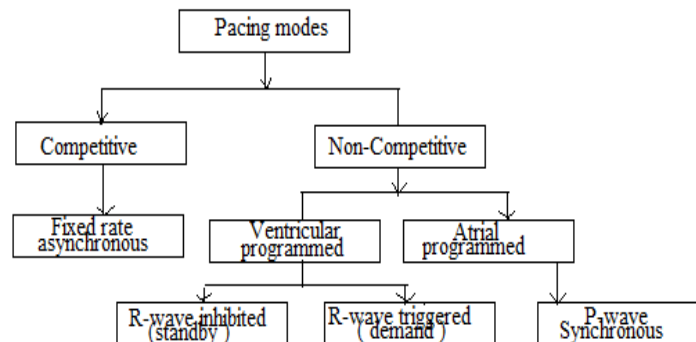 Pacing modes
Competitive
Non-Competitive
Fixed rate
asynchronous
Ventricular
programmed
Atrial
programmed
R-wave inhibited
(standby )
R-wave triggered
( demand )
P-wave
Synchronous